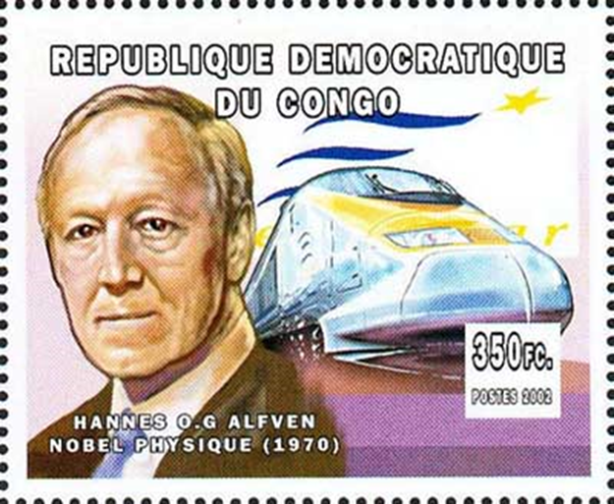 REPUBLIQUE DEMOCRATIQUE
DU CONGO
350FC.
POSTES 2002
HANNES O.G ALFVEN
NOBEL PHYSIQUE (1970)